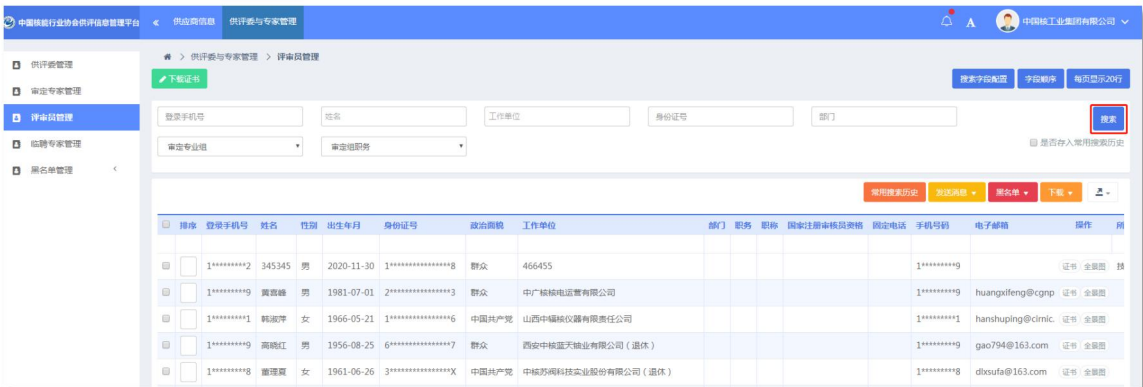 中国核能行业协会供评信息管理平台 « 供应商信息 供评委与专家管理 A 中国核工业集团有限公司
供评委管理
审定专家管理
评审员管理
临聘专家管理
黑名单管理
> 供评委与专家管理 > 评审员管理
下载证书 搜索字段配置 字段顺序 每页显示20行
登录手机号 姓名 工作单位 身份证号 部门 搜索
审定专业组 审定组职务 是否存入常用搜索历史
常用搜索历史 发送消息 黑名单 下载
排序 登录手机号 姓名 性别 出生年月 身份证号 政治面貌 工作单位 部门 职务 职称 国家注册审核员资格 固定电话 手机号码 电子邮箱 操作 所
1*********2 345345 男 2020-11-30 1****************8 群众 466455 1*********9 证书 全景图 技
1*********9 黄喜峰 男 1981-07-01 2****************3 群众 中广核核电运营有限公司 1*********9 huangxifeng@cgnp 证书 全景图
1*********1 韩淑萍 女 1966-05-21 1****************6 中国共产党 山西中辐核仪器有限责任公司 1*********1 hanshuping@cirnic. 证书 全景图
1*********9 高晓红 男 1956-08-25 6****************7 群众 西安中核蓝天铀业有限公司（退休） 1*********9 gao794@163.com 证书 全景图
1*********8 董理夏 女 1961-06-26 3****************X 中国共产党 中核苏阀科技实业股份有限公司（退休） 1*********8 dlxsufa@163.com 证书 全景图